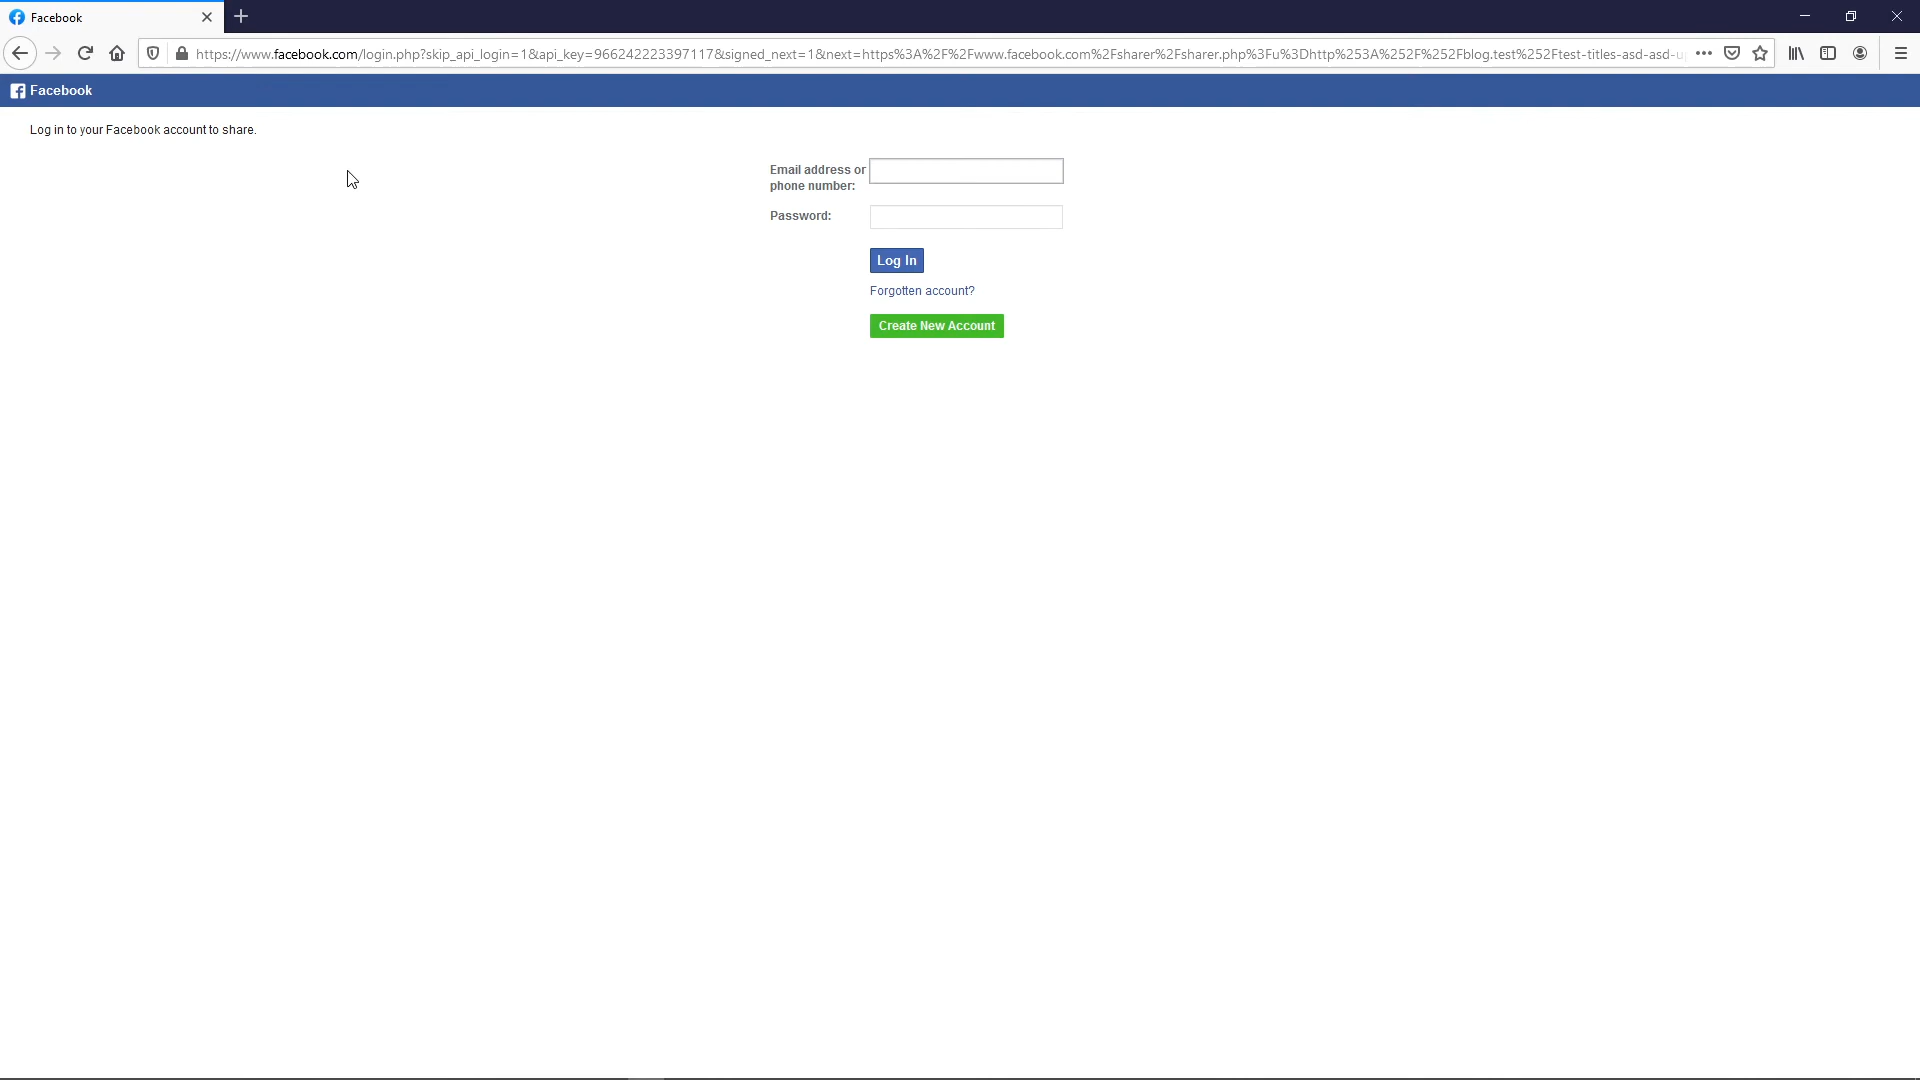 Facebook
https://www.facebook.com/login.php?skip_api_login=1&api_key=966242223397117&signed_next=1&next=https%3A%2F%2Fwww.facebook.com%2Fsharer%2Fsharer.php%3Fu%3Dhttp%253A%252F%252Fblog.test%252Ftest-titles-asd-asd-u
Facebook
Log in to your Facebook account to share.
Email address or
phone number:
Password:
Log In
Forgotten account?
Create New Account